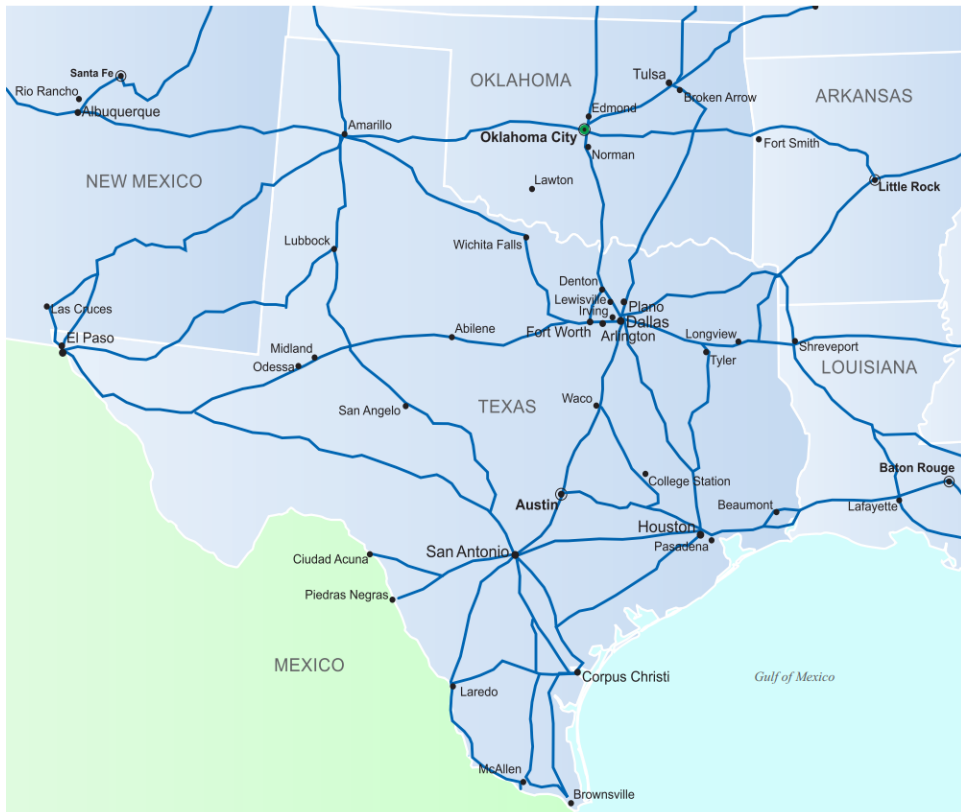 Santa Fe
OKLAHOMA
Tulsa
Rio Rancho
Broken Arrow
ARKANSAS
Albuquerque
Edmond
Amarillo
Oklahoma City
Fort Smith
Norman
NEW MEXICO
Lawton
Little Rock
Lubbock
Wichita Falls
Denton
Lewisville
Plano
Las Cruces
Irving
Dallas
Fort Worth
Abilene
Arlington
El Paso
Longview
Shreveport
Midland
Tyler
Odessa
LOUISIANA
Waco
San Angelo
TEXAS
Baton Rouge
College Station
Austin
Beaumont
Lafayette
Houston
Pasadena
San Antonio
Ciudad Acuna
Piedras Negras
MEXICO
Corpus Christi
Gulf of Mexico
Laredo
McAllen
Brownsville